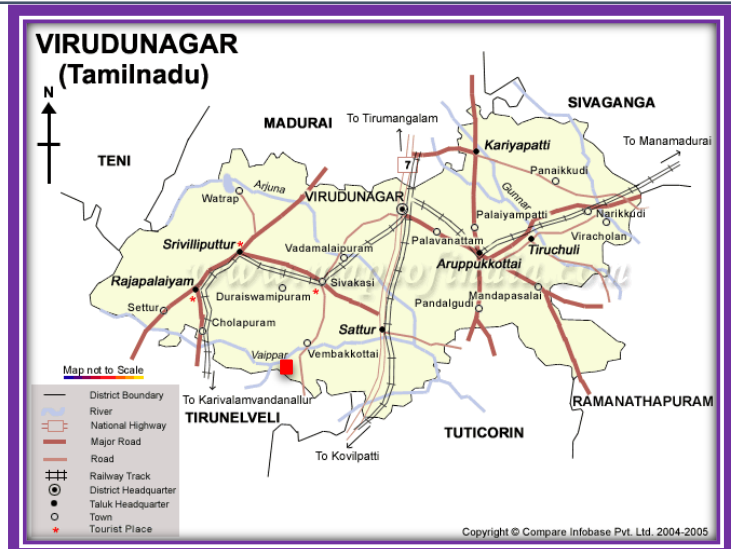 VIRUDUNAGAR
(Tamilnadu)
N
SIVAGANGA
To Tirumangalam
MADURAI
To Manamadurai
Kariyapatti
TENI
7
Panaikkudi
Arjuna
Gunnar
Watrap
VIRUDUNAGAR
Palaiyampatti
Narikkudi
Srivilliputtur
Vadamalaipuram
Palavanattam
Tiruchuli
Viracholan
Aruppukkottai
Rajapalaiyam
Sivakasi
Duraiswamipuram
Mandapasalai
Settur
Pandalgudi
Cholapuram
Sattur
Vaippar
Vembakkottai
Map not to Scale
To Karivalamvandanallur
RAMANATHAPURAM
TIRUNELVELI
TUTICORIN
To Kovilpatti
District Boundary
River
National Highway
Major Road
Road
Railway Track
District Headquarter
Taluk Headquarter
Town
Tourist Place
Copyright © Compare Infobase Pvt. Ltd. 2004-2005